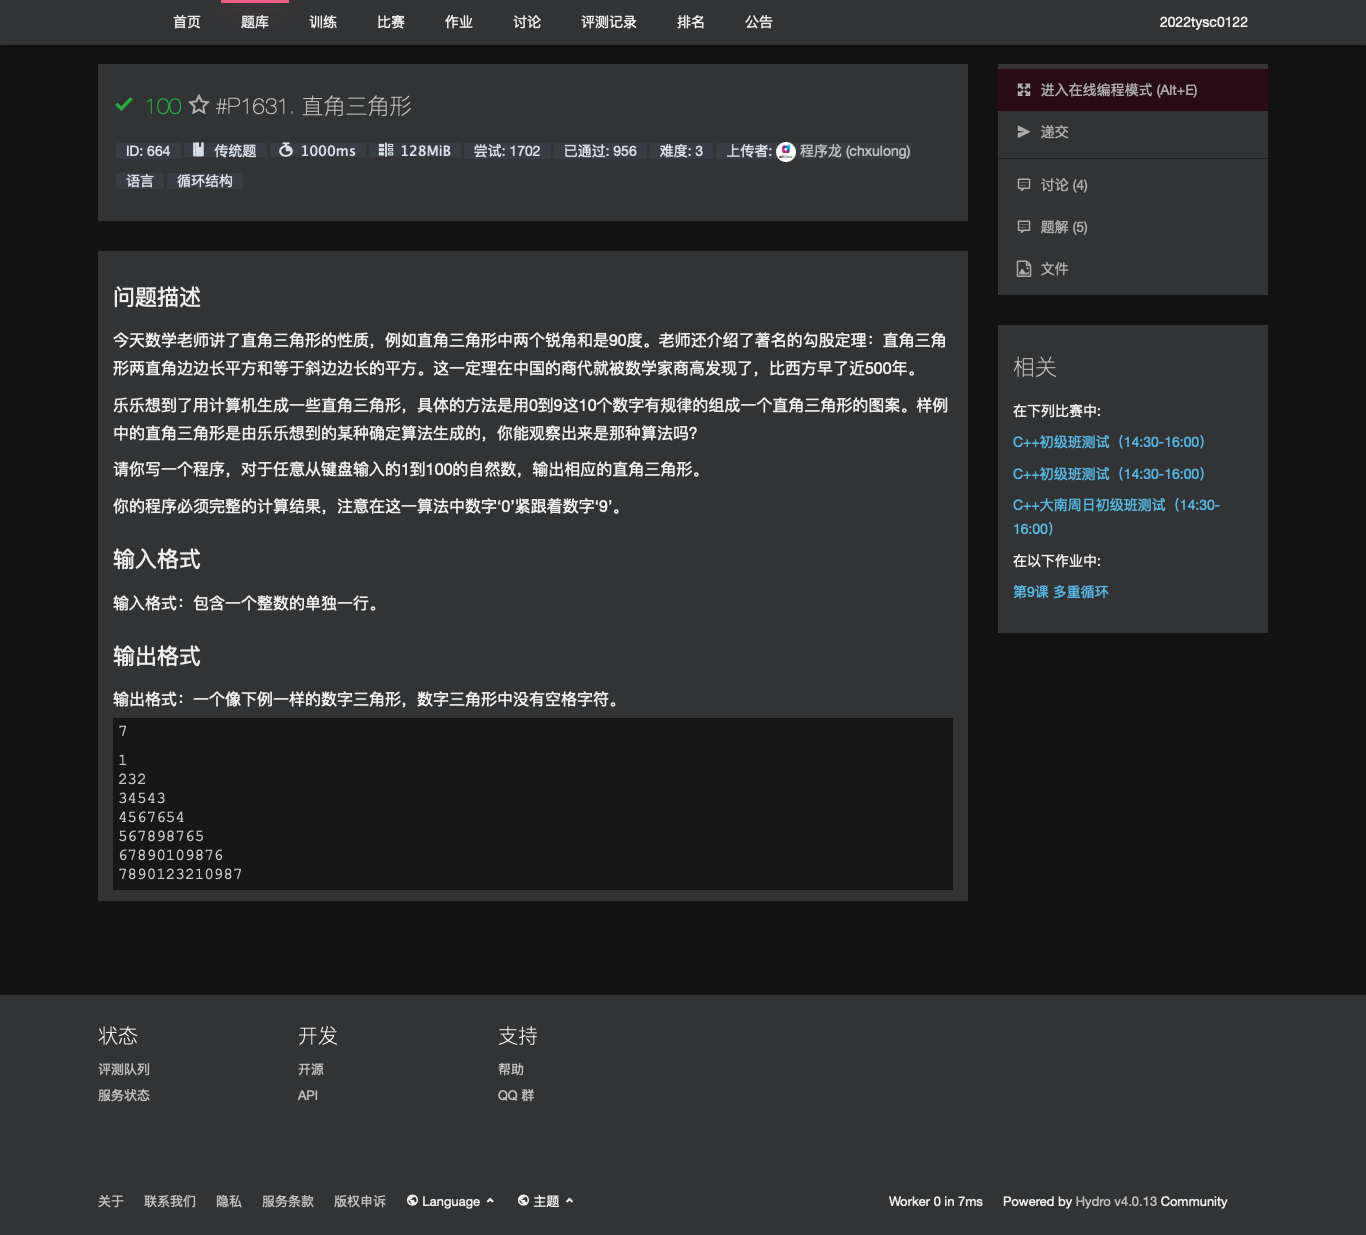 首页 题库 训练 比赛 作业 讨论 评测记录 排名 公告 2022tysc0122
100 #P1631. 直角三角形
ID: 664 传统题 1000ms 128MiB 尝试: 1702 已通过: 956 难度: 3 上传者: 程序龙 (chxulong)
语言 循环结构
问题描述
今天数学老师讲了直角三角形的性质，例如直角三角形中两个锐角和是90度。老师还介绍了著名的勾股定理：直角三角
形两直角边边长平方和等于斜边边长的平方。这一定理在中国的商代就被数学家商高发现了，比西方早了近500年。
乐乐想到了用计算机生成一些直角三角形，具体的方法是用0到9这10个数字有规律的组成一个直角三角形的图案。样例
中的直角三角形是由乐乐想到的某种确定算法生成的，你能观察出来是那种算法吗？
请你写一个程序，对于任意从键盘输入的1到100的自然数，输出相应的直角三角形。
你的程序必须完整的计算结果，注意在这一算法中数字‘0’紧跟着数字‘9’。
输入格式
输入格式：包含一个整数的单独一行。
输出格式
输出格式：一个像下例一样的数字三角形，数字三角形中没有空格字符。
7
1
232
34543
4567654
567898765
67890109876
7890123210987
进入在线编程模式 (Alt+E)
递交
讨论 (4)
题解 (5)
文件
相关
在下列比赛中:
C++初级班测试（14:30-16:00）
C++初级班测试（14:30-16:00）
C++大南周日初级班测试（14:30-
16:00）
在以下作业中:
第9课 多重循环
状态 开发 支持
评测队列 开源 帮助
服务状态 API QQ 群
关于 联系我们 隐私 服务条款 版权申诉 Language 主题 Worker 0 in 7ms Powered by Hydro v4.0.13 Community